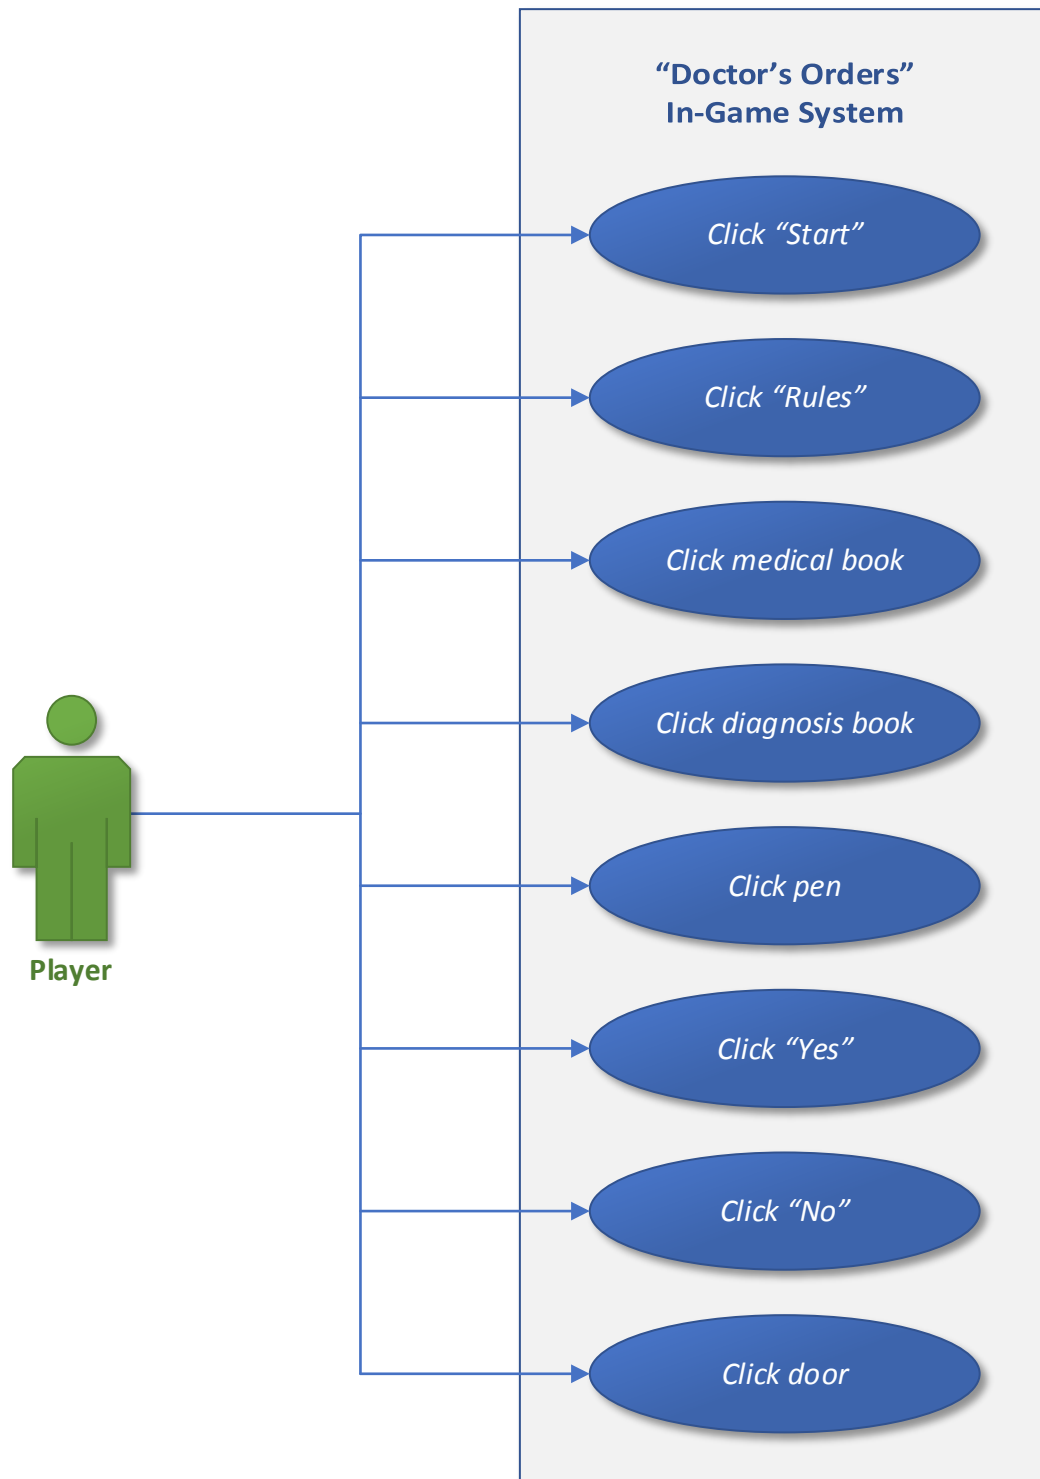 “Doctor’s Orders”
In-Game System
Click “Start”
Click “Rules”
Click medical book
Click diagnosis book
Click pen
Click “Yes”
Click “No”
Click door
Player